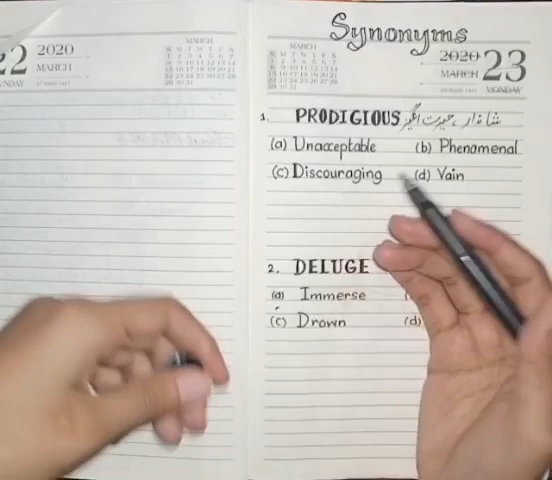 22 2020
MARCH
Synonyms
MARCH
2020
MARCH
23
MONDAY
1. PRODIGIOUS شاندار، حیرت انگیز
(a) Unacceptable (b) Phenomenal
(c) Discouraging (d) Vain
2. DELUGE
(a) Immerse
(c) Drown (d)